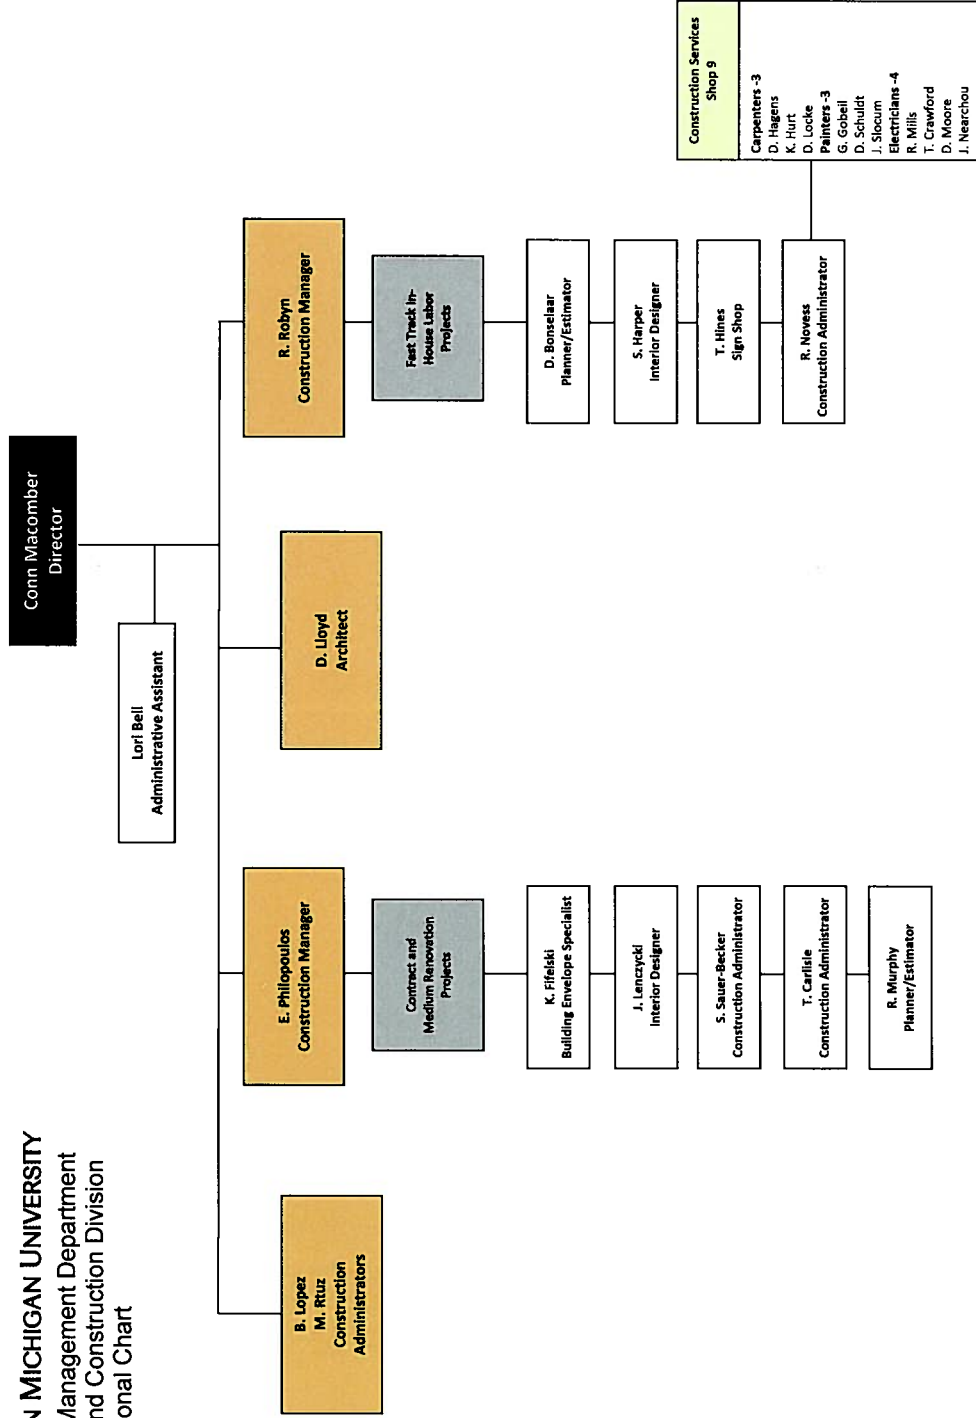 N MICHIGAN UNIVERSITY
Management Department
nd Construction Division
onal Chart
Conn Macomber
Director
Lori Bell
Administrative Assistant
B. Lopez
M. Rtuz
Construction
Administrators
E. Philopoulos
Construction Manager
D. Lloyd
Architect
R. Robyn
Construction Manager
Contract and
Medium Renovation
Projects
K. Fifelski
Building Envelope Specialist
J. Lenczycki
Interior Designer
S. Sauer-Becker
Construction Administrator
T. Carlisle
Construction Administrator
R. Murphy
Planner/Estimator
Fast Track In-
House Labor
Projects
D. Bonselaar
Planner/Estimator
S. Harper
Interior Designer
T. Hines
Sign Shop
R. Novess
Construction Administrator
Construction Services
Shop 9
Carpenters -3
D. Hagens
K. Hurt
D. Locke
Painters -3
G. Gobeil
D. Schuldt
J. Slocum
Electricians -4
R. Mills
T. Crawford
D. Moore
J. Nearchou